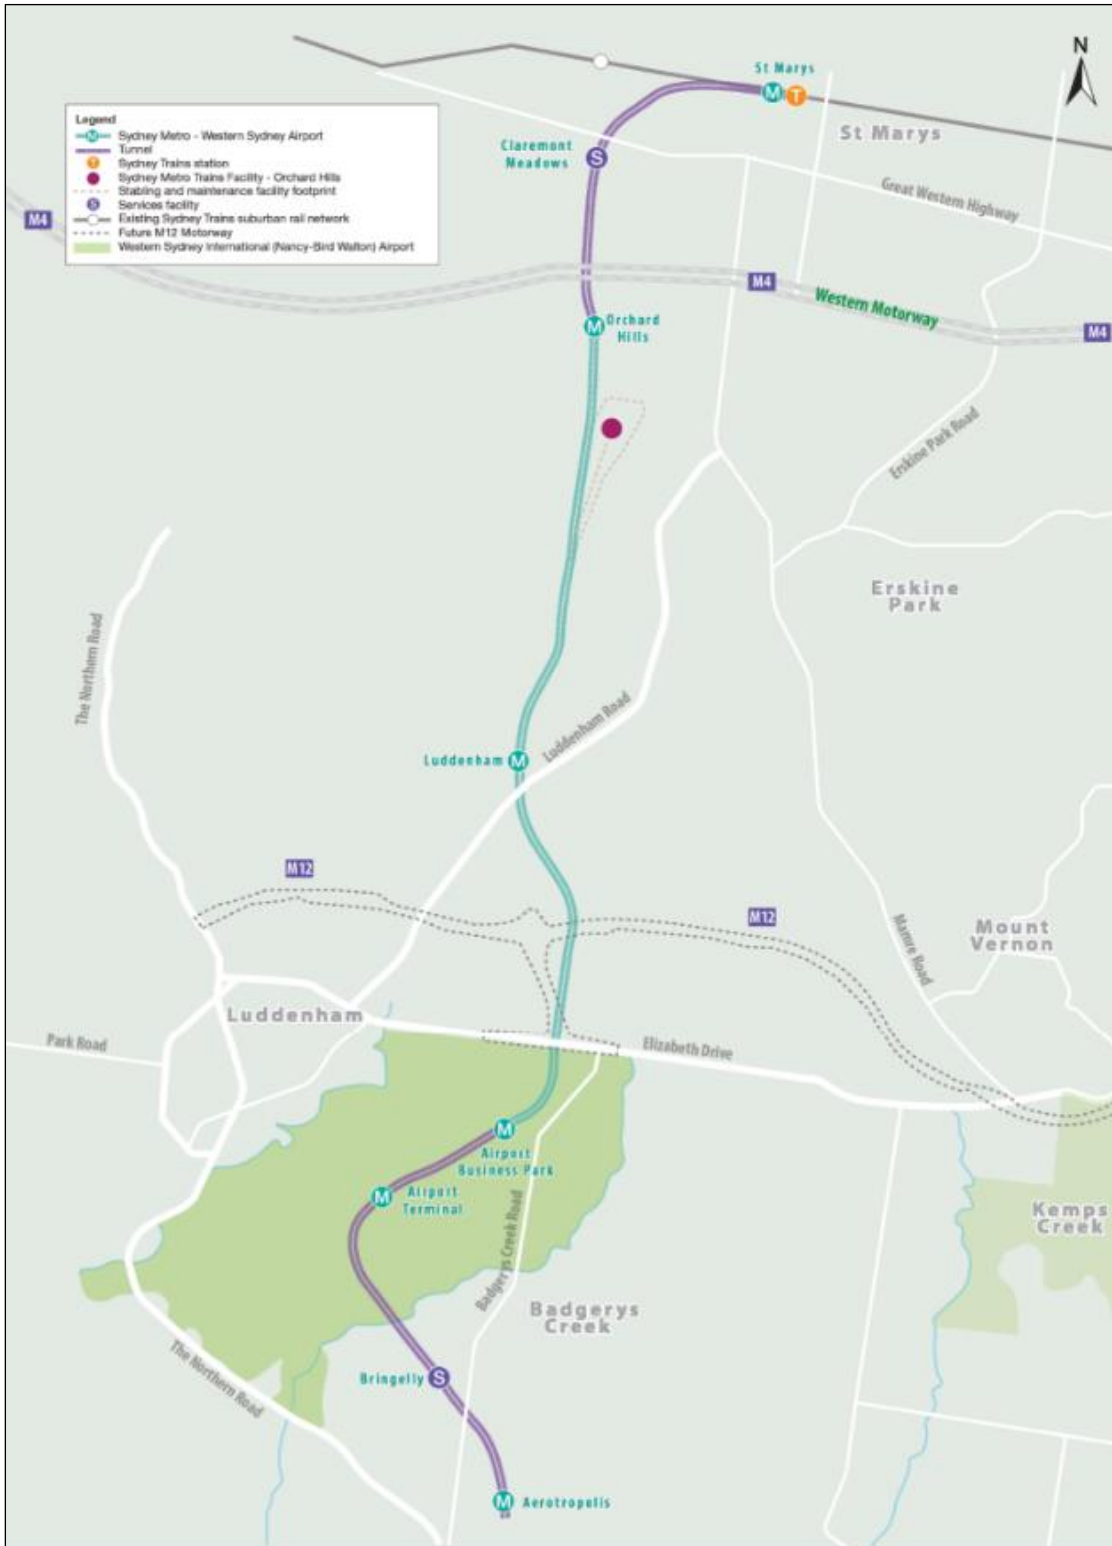 N
St Marys
M
T
St Marys
Legend
M
Sydney Metro - Western Sydney Airport
Tunnel
T
Sydney Trains station
Sydney Metro Trains Facility - Orchard Hills
Stabling and maintenance facility footprint
S
Services facility
Existing Sydney Trains suburban rail network
Future M12 Motorway
Western Sydney International (Nancy-Bird Walton) Airport
Claremont
Meadows
S
Great Western Highway
M4
M4
Western Motorway
M4
M
Orchard
Hills
Erskine Park Road
Erskine
Park
The Northern Road
Luddenham Road
Luddenham
M
M12
M12
Mamre Road
Mount
Vernon
Luddenham
Park Road
Elizabeth Drive
M
Airport
Business Park
M
Airport
Terminal
Kemps
Creek
Badgerys Creek Road
Badgerys
Creek
The Northern Road
Bringelly
S
M
Aerotropolis